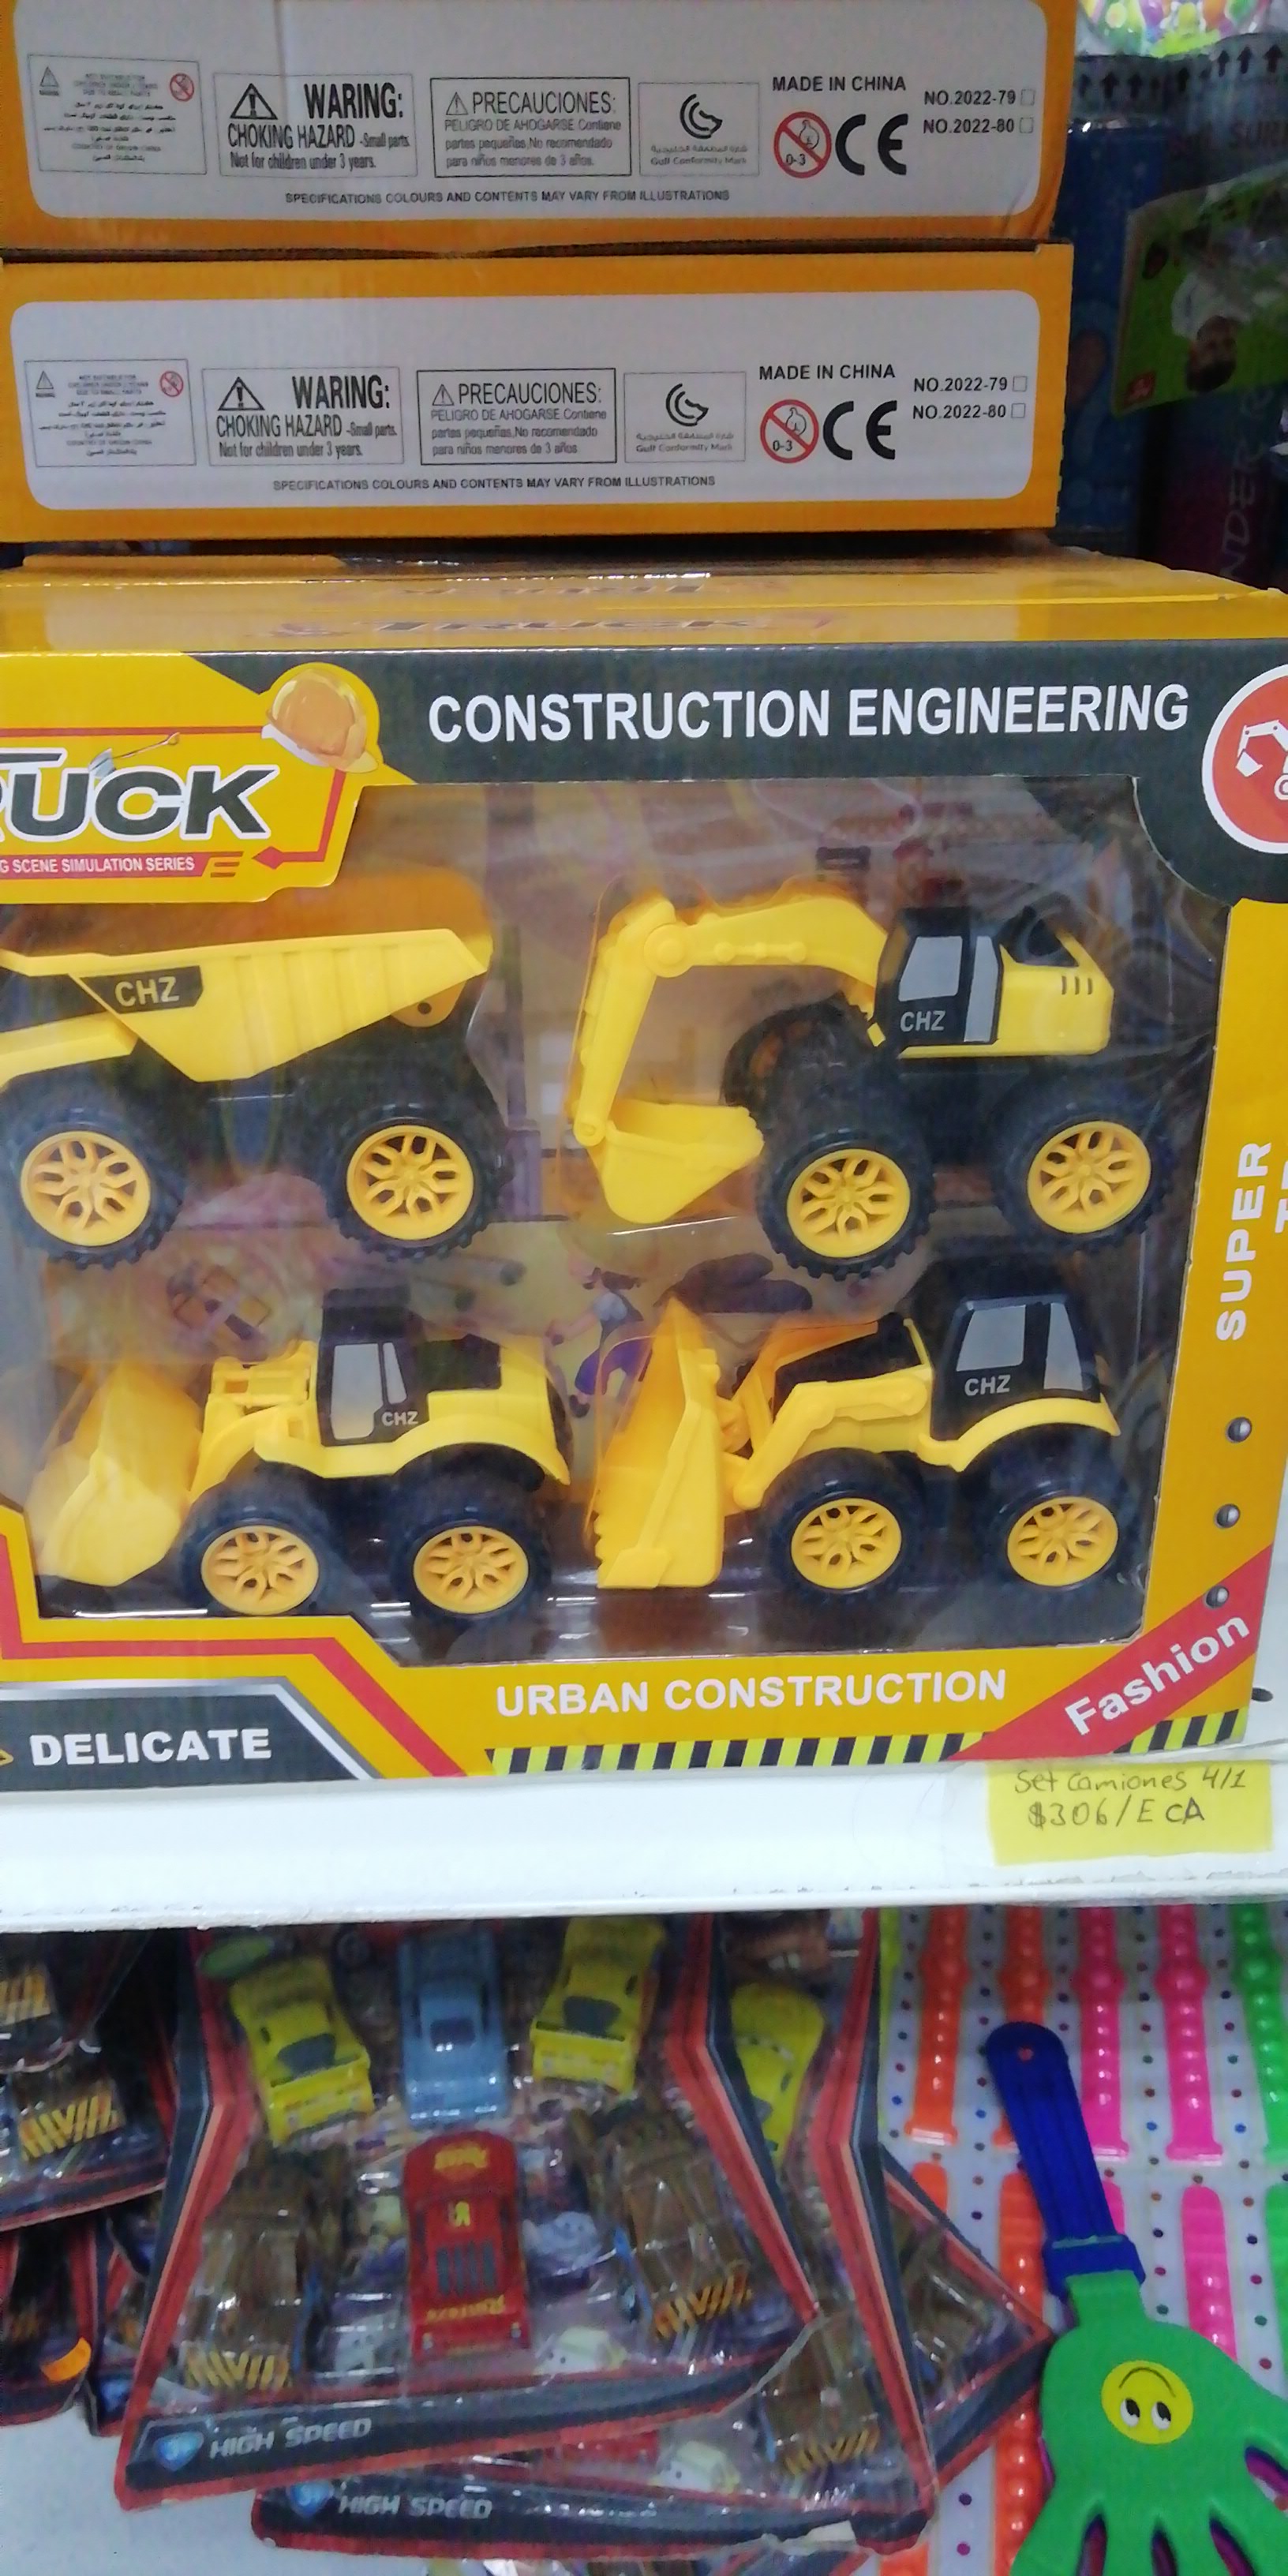 WARING:
CHOKING HAZARD -Small parts.
Not for children under 3 years.
PRECAUCIONES:
PELIGRO DE AHOGARSE.Contiene
partes pequeñas,No recomendado
para niños menores de 3 años.
Gulf Conformity Mark
MADE IN CHINA
0-3
CE
NO.2022-79
NO.2022-80
SPECIFICATIONS COLOURS AND CONTENTS MAY VARY FROM ILLUSTRATIONS
WARING:
CHOKING HAZARD -Small parts.
Not for children under 3 years.
PRECAUCIONES:
PELIGRO DE AHOGARSE.Contiene
partes pequeñas,No recomendado
para niños menores de 3 años
Gulf Conformity Mark
MADE IN CHINA
0-3
CE
NO.2022-79
NO.2022-80
SPECIFICATIONS COLOURS AND CONTENTS MAY VARY FROM ILLUSTRATIONS
TRUCK
CONSTRUCTION ENGINEERING
RUCK
G SCENE SIMULATION SERIES
CHZ
CHZ
CHZ
CHZ
SUPER
Fashion
URBAN CONSTRUCTION
DELICATE
Set Camiones 4/1
$306/E CA
HIGH SPEED
3+
HIGH SPEED